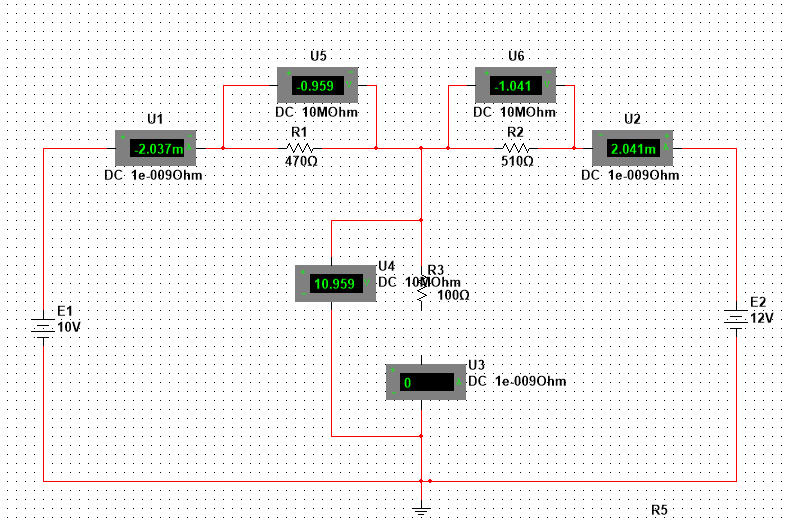 U5
-0.959
DC 10MOhm
U6
-1.041
DC 10MOhm
U1
-2.037m
DC 1e-009Ohm
R1
470Ω
R2
510Ω
U2
2.041m
DC 1e-009Ohm
U4
10.959
DC 10MOhm
R3
100Ω
E1
10V
E2
12V
U3
0
DC 1e-009Ohm
R5